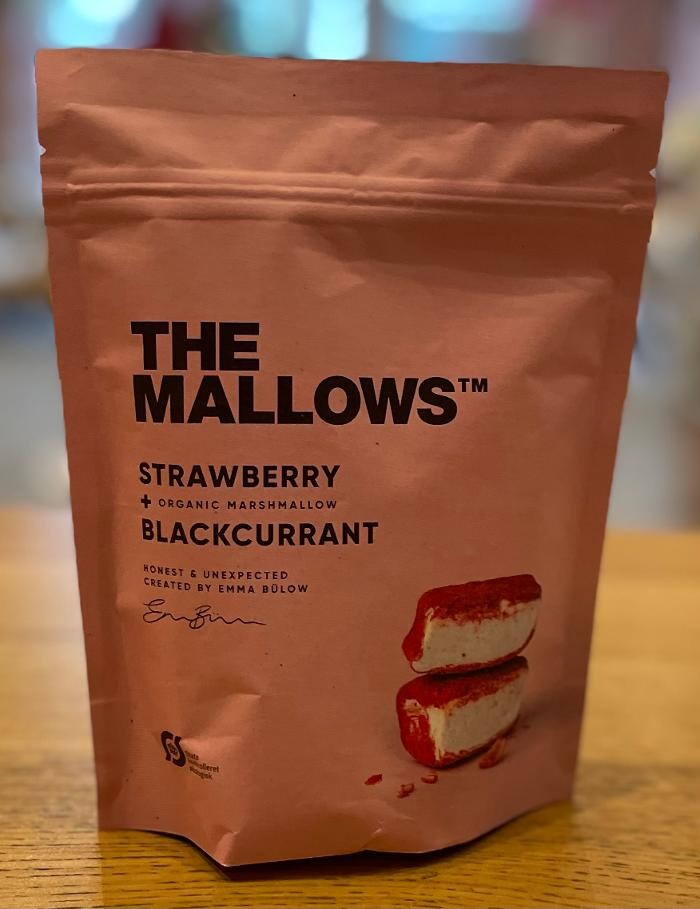 THE
MALLOWS™
STRAWBERRY
+ ORGANIC MARSHMALLOW
BLACKCURRANT
HONEST & UNEXPECTED
CREATED BY EMMA BÜLOW